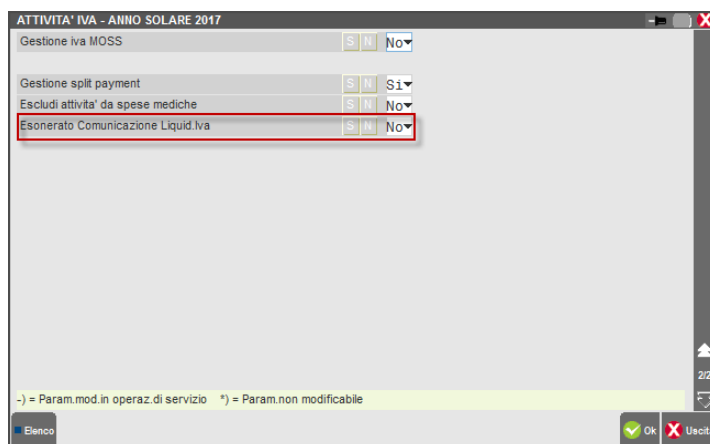 ATTIVITA' IVA - ANNO SOLARE 2017
Gestione iva MOSS S N No
Gestione split payment S N Si
Escludi attivita' da spese mediche S N No
Esonerato Comunicazione Liquid.Iva S N No
2/2
-) = Param.mod.in operaz.di servizio *) = Param.non modificabile
Elenco Ok Uscita